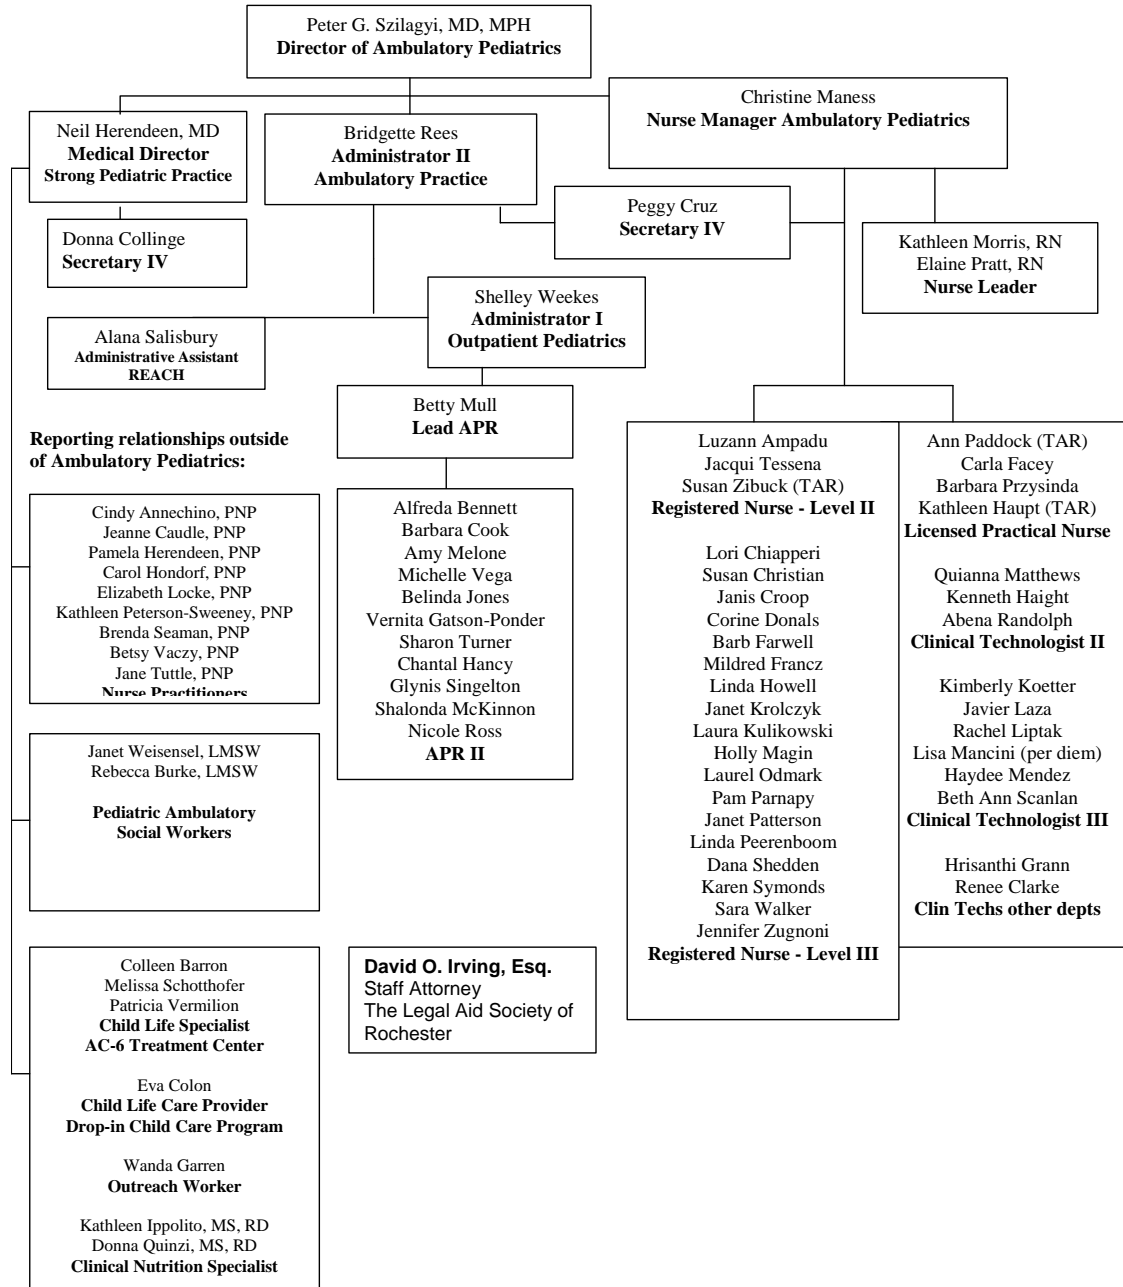 Peter G. Szilagyi, MD, MPH
Director of Ambulatory Pediatrics
Neil Herendeen, MD
Medical Director
Strong Pediatric Practice
Bridgette Rees
Administrator II
Ambulatory Practice
Christine Maness
Nurse Manager Ambulatory Pediatrics
Donna Collinge
Secretary IV
Peggy Cruz
Secretary IV
Kathleen Morris, RN
Elaine Pratt, RN
Nurse Leader
Alana Salisbury
Administrative Assistant
REACH
Shelley Weekes
Administrator I
Outpatient Pediatrics
Betty Mull
Lead APR
Reporting relationships outside
of Ambulatory Pediatrics:
Cindy Annechino, PNP
Jeanne Caudle, PNP
Pamela Herendeen, PNP
Carol Hondorf, PNP
Elizabeth Locke, PNP
Kathleen Peterson-Sweeney, PNP
Brenda Seaman, PNP
Betsy Vaczy, PNP
Jane Tuttle, PNP
Nurse Practitioners
Janet Weisensel, LMSW
Rebecca Burke, LMSW
Pediatric Ambulatory
Social Workers
Colleen Barron
Melissa Schotthofer
Patricia Vermilion
Child Life Specialist
AC-6 Treatment Center
Eva Colon
Child Life Care Provider
Drop-in Child Care Program
Wanda Garren
Outreach Worker
Kathleen Ippolito, MS, RD
Donna Quinzi, MS, RD
Clinical Nutrition Specialist
Alfreda Bennett
Barbara Cook
Amy Melone
Michelle Vega
Belinda Jones
Vernita Gatson-Ponder
Sharon Turner
Chantal Hancy
Glynis Singelton
Shalonda McKinnon
Nicole Ross
APR II
David O. Irving, Esq.
Staff Attorney
The Legal Aid Society of
Rochester
Luzann Ampadu
Jacqui Tessena
Susan Zibuck (TAR)
Registered Nurse - Level II
Lori Chiapperi
Susan Christian
Janis Croop
Corine Donals
Barb Farwell
Mildred Francz
Linda Howell
Janet Krolczyk
Laura Kulikowski
Holly Magin
Laurel Odmark
Pam Parnapy
Janet Patterson
Linda Peerenboom
Dana Shedden
Karen Symonds
Sara Walker
Jennifer Zugnoni
Registered Nurse - Level III
Ann Paddock (TAR)
Carla Facey
Barbara Przysinda
Kathleen Haupt (TAR)
Licensed Practical Nurse
Quianna Matthews
Kenneth Haight
Abena Randolph
Clinical Technologist II
Kimberly Koetter
Javier Laza
Rachel Liptak
Lisa Mancini (per diem)
Haydee Mendez
Beth Ann Scanlan
Clinical Technologist III
Hrisanthi Grann
Renee Clarke
Clin Techs other depts